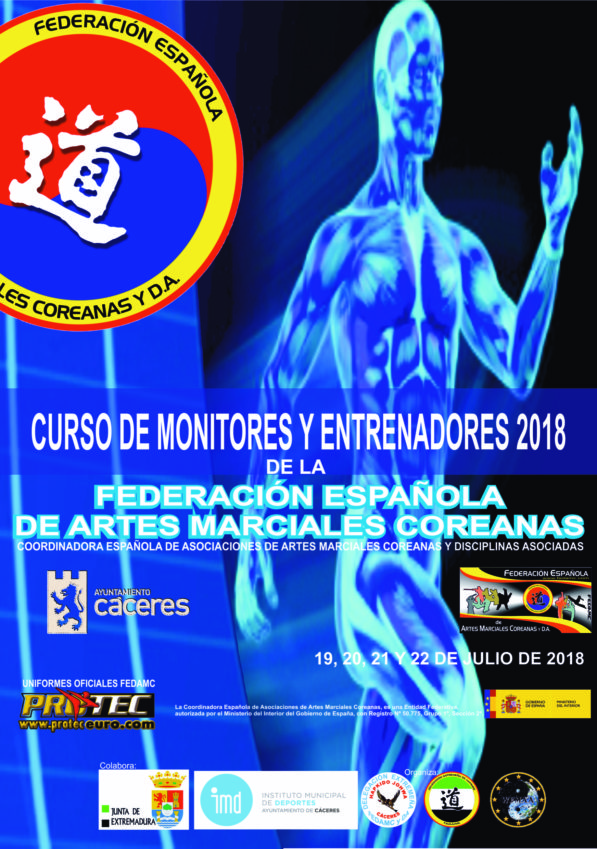 FEDERACIÓN ESPAÑOLA
道
LES COREANAS Y D.A.
CURSO DE MONITORES Y ENTRENADORES 2018
DE LA
FEDERACIÓN ESPAÑOLA
DE ARTES MARCIALES COREANAS
COORDINADORA ESPAÑOLA DE ASOCIACIONES DE ARTES MARCIALES COREANAS Y DISCIPLINAS ASOCIADAS
AYUNTAMIENTO
cáceres
FEDERACIÓN ESPAÑOLA
de
ARTES MARCIALES COREANAS Y D.A.
19, 20, 21 Y 22 DE JULIO DE 2018
UNIFORMES OFICIALES FEDAMC
PROTEC
www.proteceuro.com
La Coordinadora Española de Asociaciones de Artes Marciales Coreanas, es una Entidad
autorizada por el Ministerio del Interior del Gobierno de España, con Registro Nº
GOBIERNO
DE ESPAÑA
MINISTERIO
DEL INTERIOR
Colabora:
Organiza:
JUNTA DE
EXTREMADURA
imd
INSTITUTO MUNICIPAL
DE DEPORTES
AYUNTAMIENTO DE CÁCERES
DELEGACIÓN EXTREMEÑA
HAPKIDO
CÁCERES
道